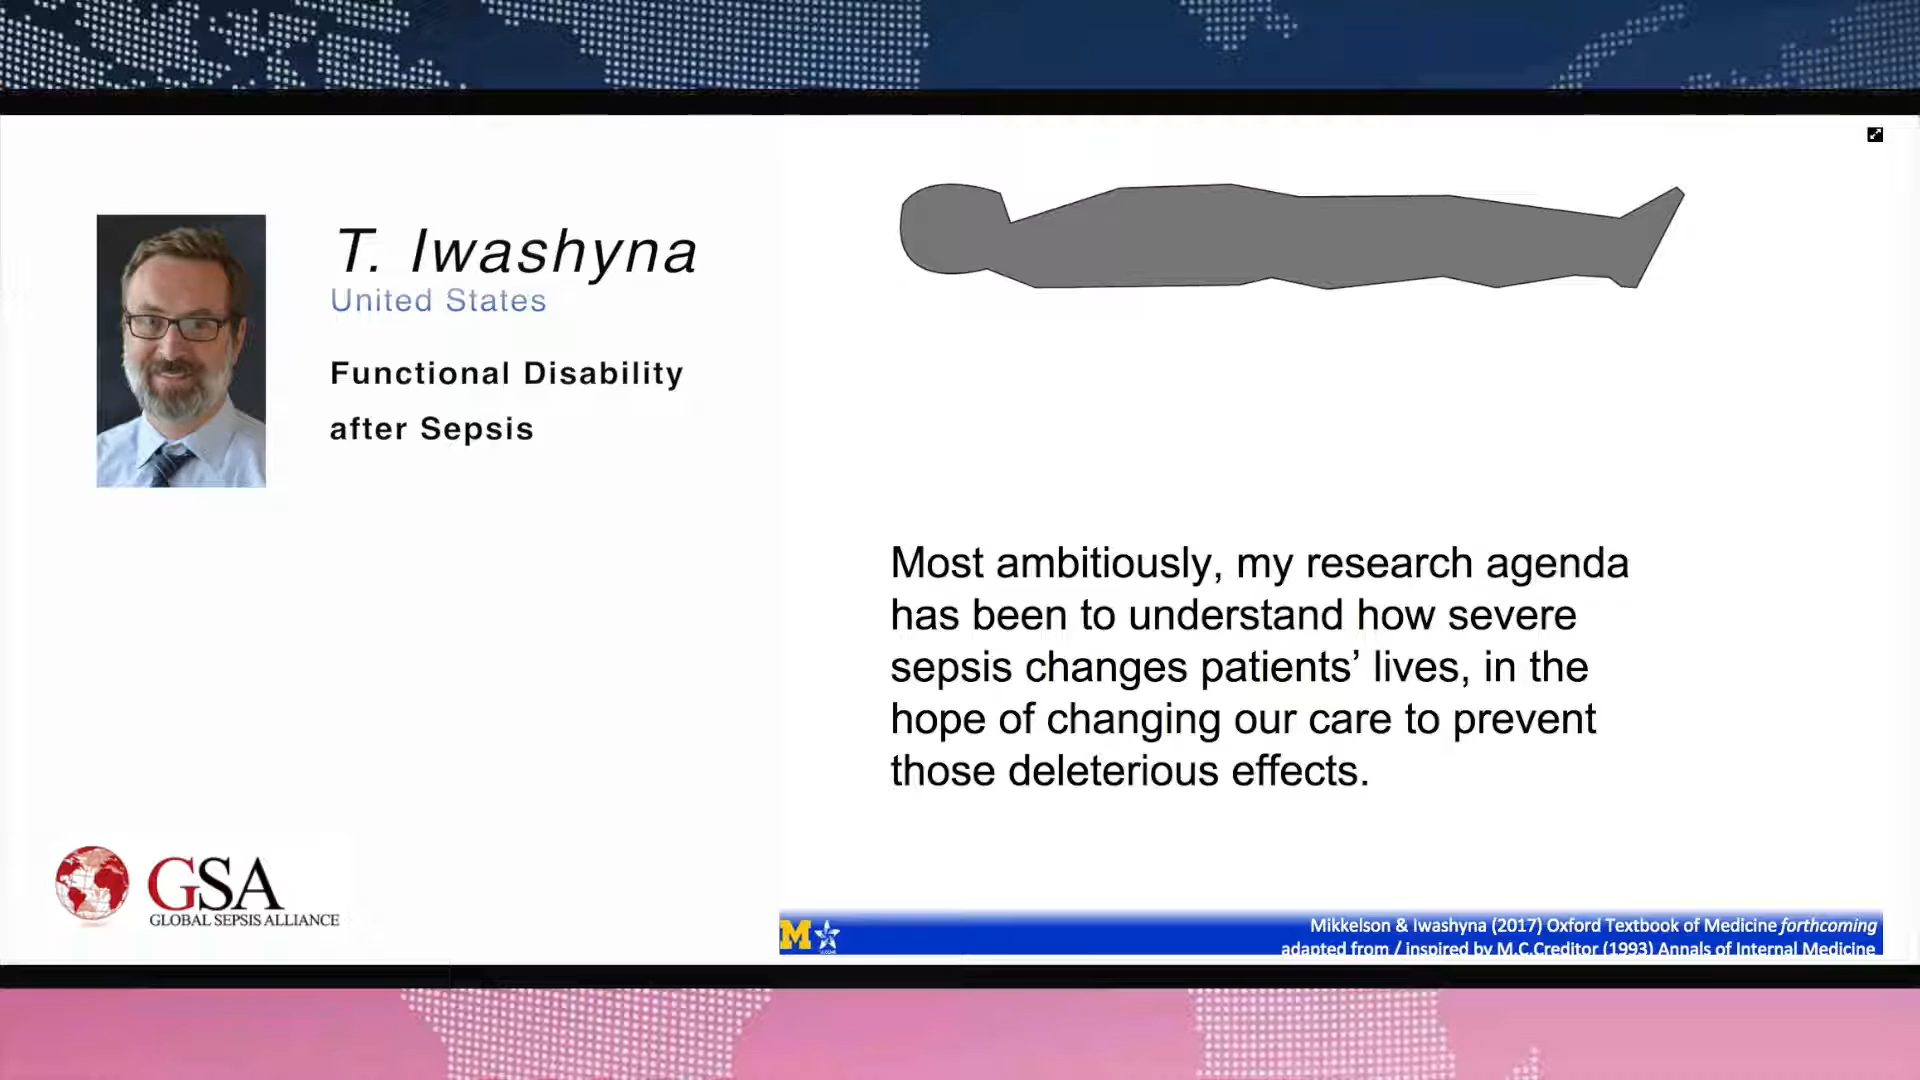 T. Iwashyna
United States
Functional Disability
after Sepsis
Most ambitiously, my research agenda
has been to understand how severe
sepsis changes patients’ lives, in the
hope of changing our care to prevent
those deleterious effects.
GSA
GLOBAL SEPSIS ALLIANCE
M
Mikkelson & Iwashyna (2017) Oxford Textbook of Medicine forthcoming
adapted from / inspired by M.C.Creditor (1993) Annals of Internal Medicine